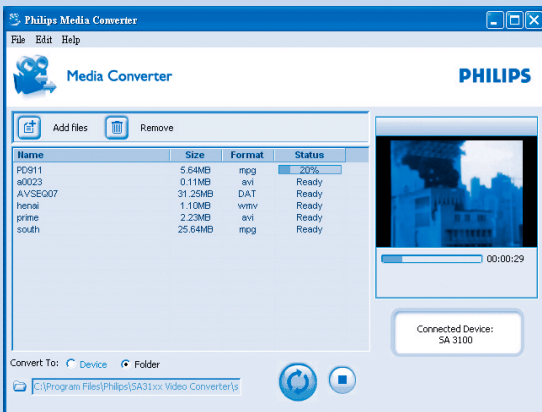 Philips Media Converter
File Edit Help
Media Converter
PHILIPS
Add files Remove
Name Size Format Status
PD911 5.64MB mpg 20%
a0023 0.11MB avi Ready
AVSEQ07 31.25MB DAT Ready
henai 1.10MB wmv Ready
prime 2.23MB avi Ready
south 25.64MB mpg Ready
00:00:29
Connected Device:
SA 3100
Convert To: Device Folder
C:\Program Files\Philips\SA31xx Video Converter\s